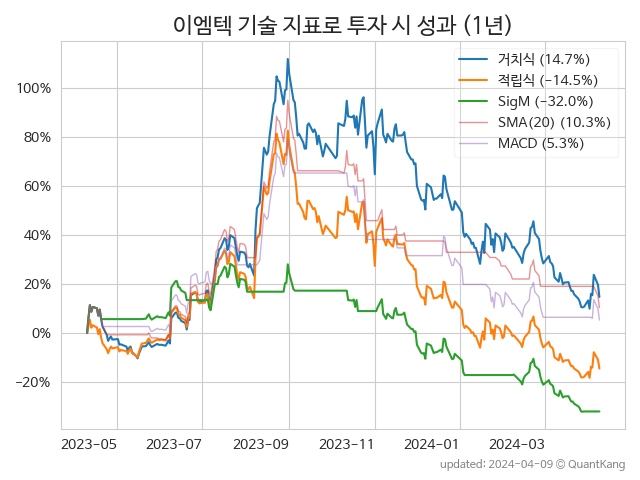 이엠텍 기술 지표로 투자 시 성과 (1년)
거치식 (14.7%)
적립식 (−14.5%)
SigM (−32.0%)
SMA(20) (10.3%)
MACD (5.3%)
100%
80%
60%
40%
20%
0%
−20%
2023-05 2023-07 2023-09 2023-11 2024-01 2024-03
updated: 2024-04-09 © QuantKang